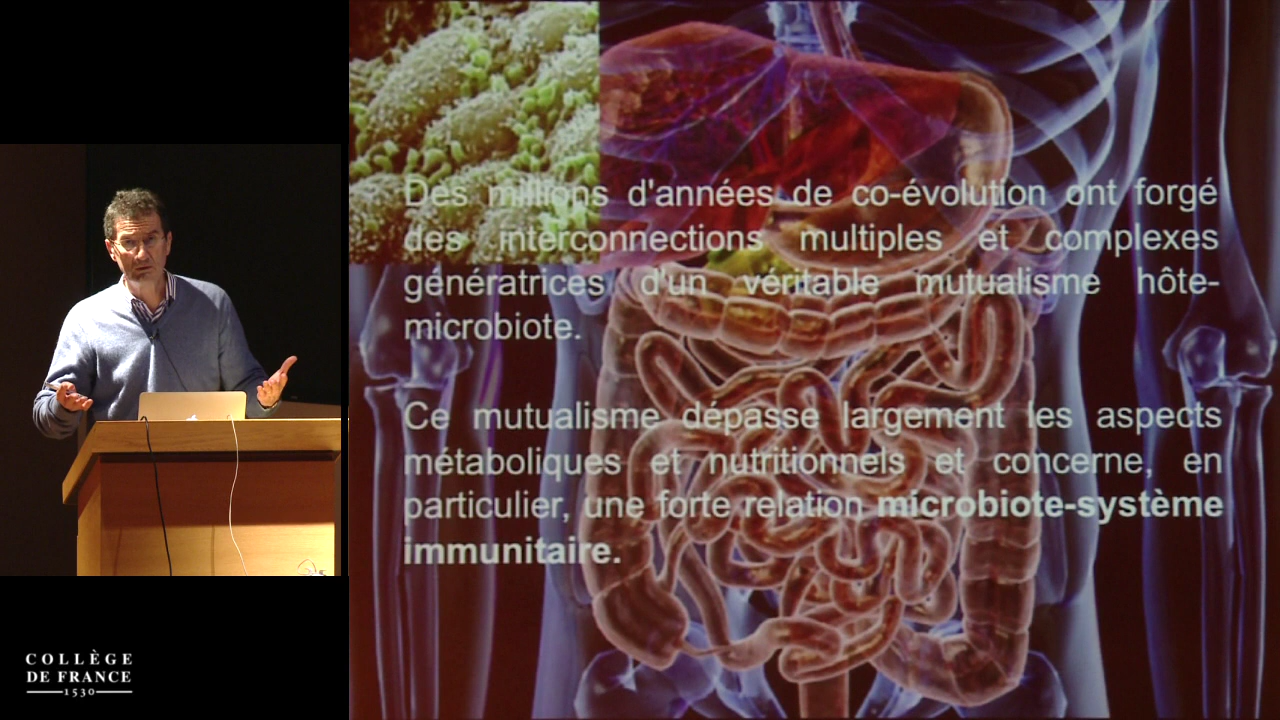 Des millions d'années de co-évolution ont forgé
des interconnections multiples et complexes
génératrices d'un véritable mutualisme hôte-
microbiote.
Ce mutualisme dépasse largement les aspects
métaboliques et nutritionnels et concerne, en
particulier, une forte relation microbiote-système
immunitaire.
COLLÈGE
DE FRANCE
1530